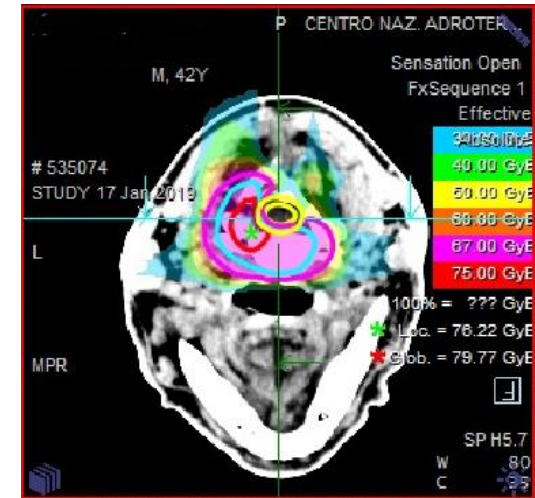 P CENTRO NAZ. ADROTER
M, 42Y
Sensation Open
FxSequence 1
Effective
# 535074
40.00 GyE
STUDY 17 Jan 2019
50.00 GyE
L
67.00 GyE
75.00 GyE
100% = ??? GyE
Loc. = 76.22 GyE
Glob. = 79.77 GyE
MPR
F
SP H5.7
W 80
C 35